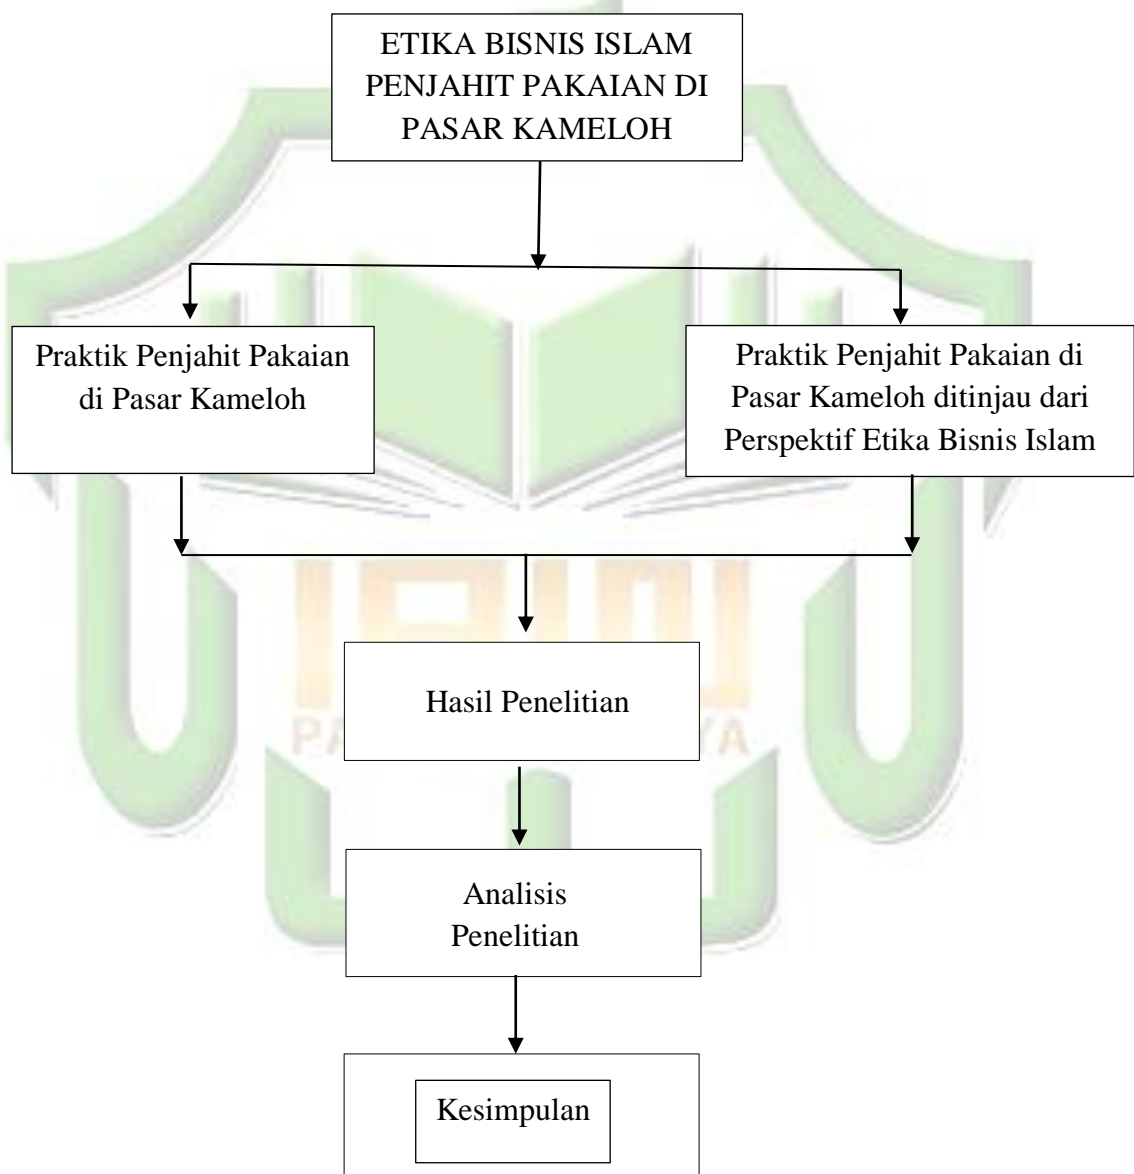 ETIKA BISNIS ISLAM
PENJAHIT PAKAIAN DI
PASAR KAMELOH
Praktik Penjahit Pakaian
di Pasar Kameloh
Praktik Penjahit Pakaian di
Pasar Kameloh ditinjau dari
Perspektif Etika Bisnis Islam
Hasil Penelitian
Analisis
Penelitian
Kesimpulan